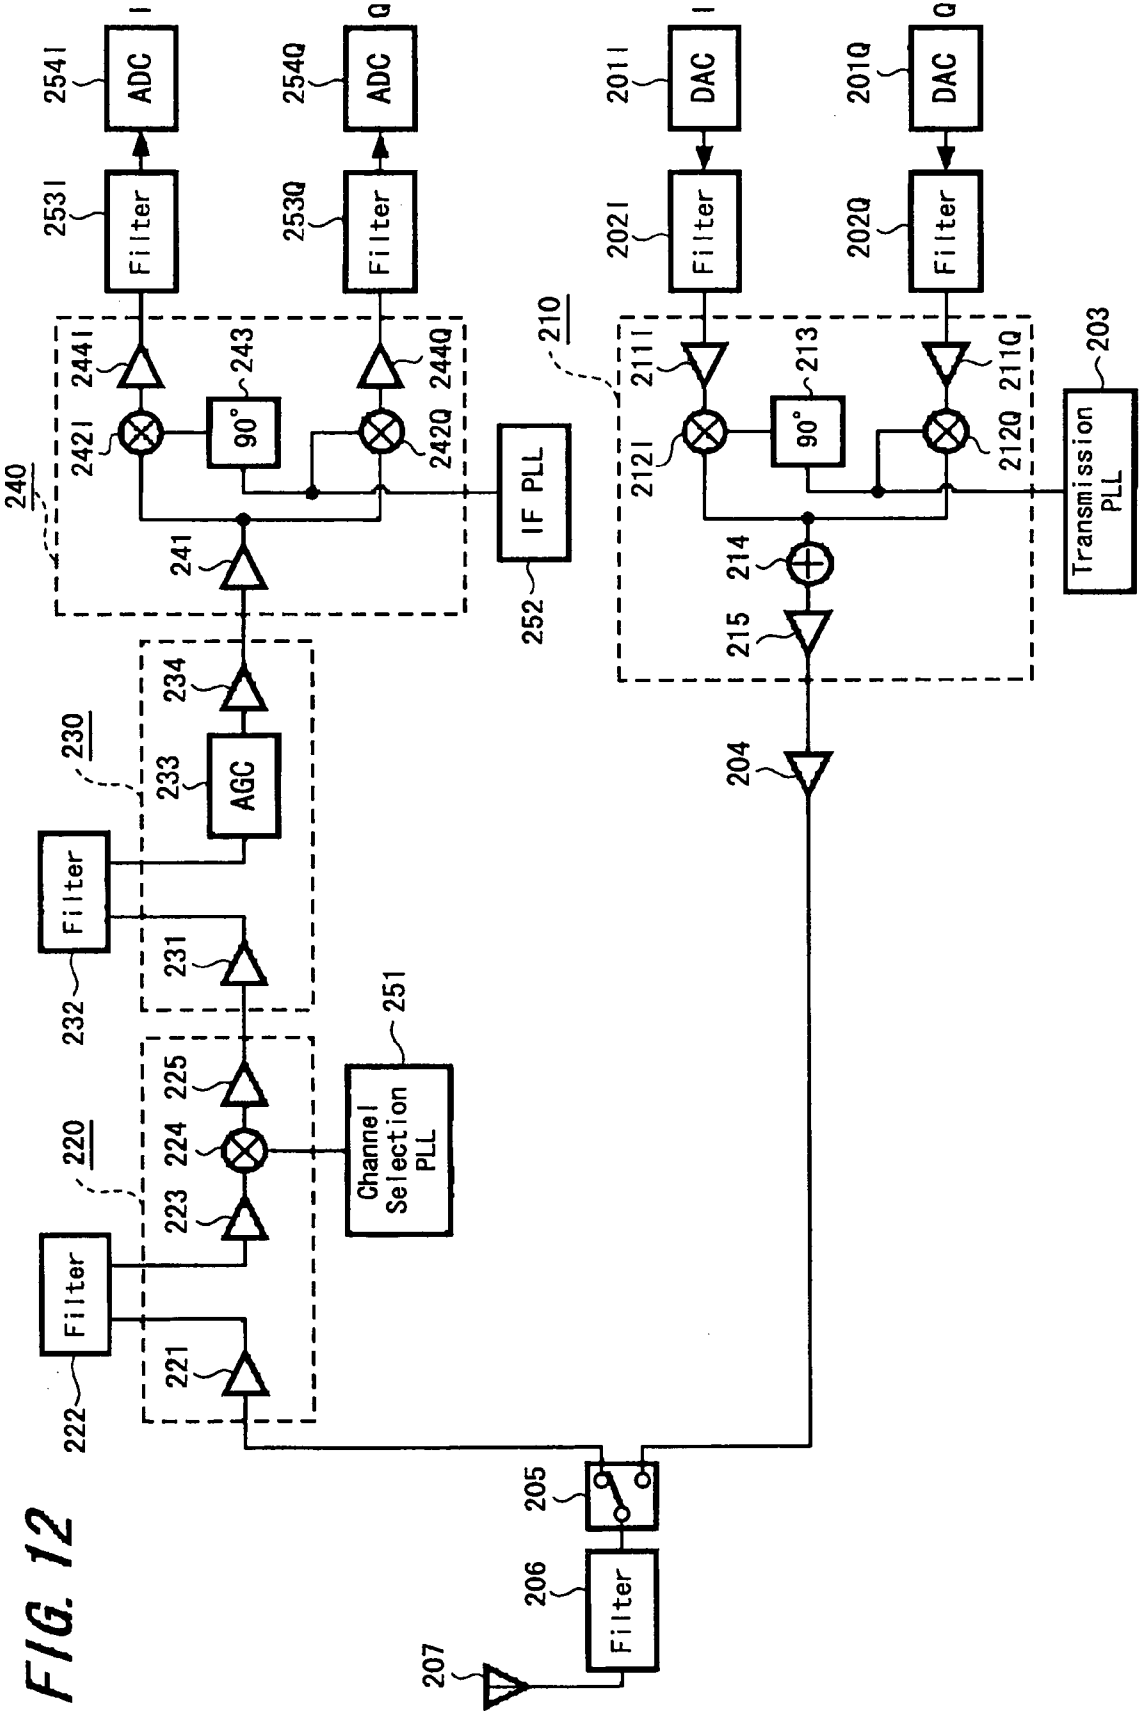 FIG. 12
207
206
Filter
205
222
Filter
220
221
223
224
225
Channel
Selection
PLL
251
232
Filter
230
231
233
AGC
234
240
241
242I
244I
90°
243
242Q
244Q
IF PLL
252
253I
Filter
254I
ADC
I
253Q
Filter
254Q
ADC
Q
204
210
215
214
212I
211I
90°
213
212Q
211Q
Transmission
PLL
203
202I
Filter
201I
DAC
I
202Q
Filter
201Q
DAC
Q